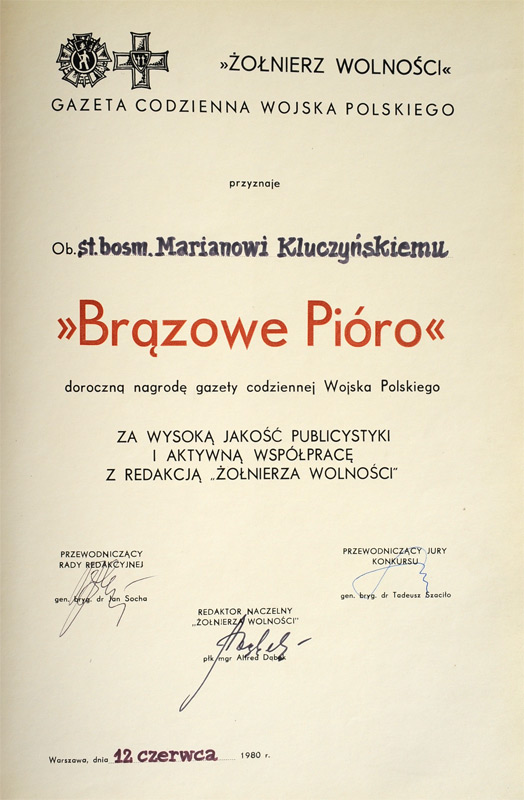 »ŻOŁNIERZ WOLNOŚCI«
GAZETA CODZIENNA WOJSKA POLSKIEGO
przyznaje
Ob. st. bosm. Marianowi Kluczyńskiemu
»Brązowe Pióro«
doroczną nagrodę gazety codziennej Wojska Polskiego
ZA WYSOKĄ JAKOŚĆ PUBLICYSTYKI
I AKTYWNĄ WSPÓŁPRACĘ
Z REDAKCJĄ „ŻOŁNIERZA WOLNOŚCI"
PRZEWODNICZĄCY
RADY REDAKCYJNEJ
gen. bryg. dr Jan Socha
PRZEWODNICZĄCY JURY
KONKURSU
gen. bryg. dr Tadeusz Szaciło
REDAKTOR NACZELNY
„ŻOŁNIERZA WOLNOŚCI"
płk mgr Alfred Dąbek
Warszawa, dnia 12 czerwca 1980 r.